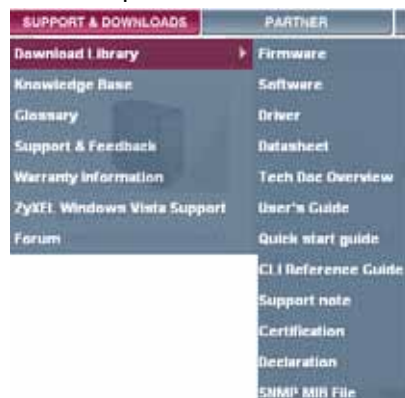 SUPPORT & DOWNLOADS
PARTNER
Download Library
Knowledge Base
Glossary
Support & Feedback
Warranty Information
ZyXEL Windows Vista Support
Forum
Firmware
Software
Driver
Datasheet
Tech Doc Overview
User's Guide
Quick start guide
CLI Reference Guide
Support note
Certification
Declaration
SNMP MIB File